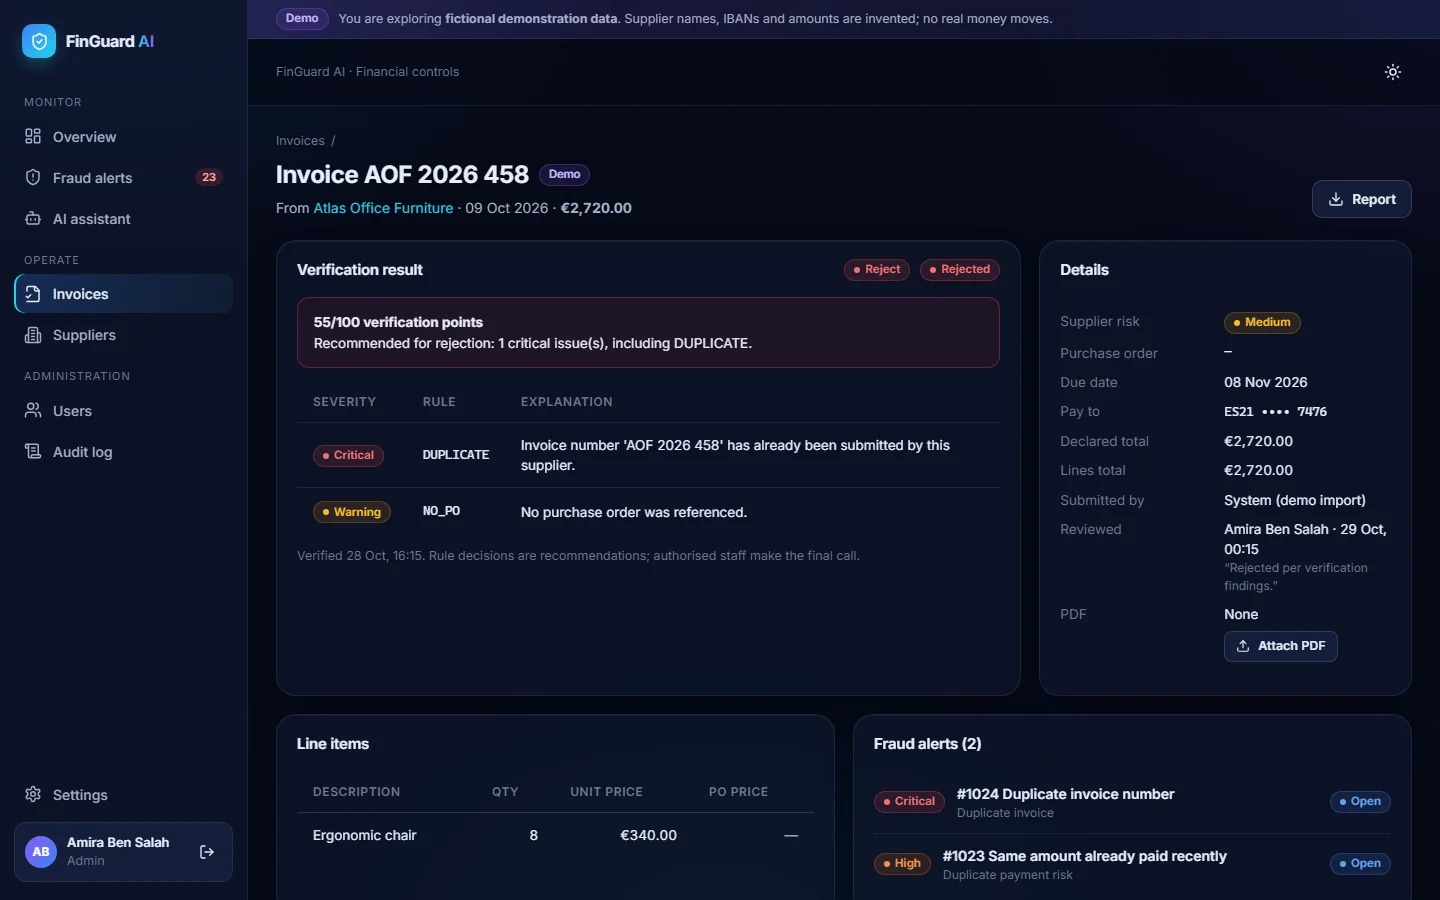 FinGuard AI
MONITOR
Overview
Fraud alerts 23
AI assistant
OPERATE
Invoices
Suppliers
ADMINISTRATION
Users
Audit log
Settings
AB Amira Ben Salah
Admin
Demo You are exploring fictional demonstration data. Supplier names, IBANs and amounts are invented; no real money moves.
FinGuard AI · Financial controls
Invoices /
Invoice AOF 2026 458 Demo
From Atlas Office Furniture · 09 Oct 2026 · €2,720.00
Report
Verification result Reject Rejected
55/100 verification points
Recommended for rejection: 1 critical issue(s), including DUPLICATE.
SEVERITY RULE EXPLANATION
Critical DUPLICATE Invoice number 'AOF 2026 458' has already been submitted by this
supplier.
Warning NO_PO No purchase order was referenced.
Verified 28 Oct, 16:15. Rule decisions are recommendations; authorised staff make the final call.
Details
Supplier risk Medium
Purchase order –
Due date 08 Nov 2026
Pay to ES21 •••• 7476
Declared total €2,720.00
Lines total €2,720.00
Submitted by System (demo import)
Reviewed Amira Ben Salah · 29 Oct,
00:15
“Rejected per verification
findings.”
PDF None
Attach PDF
Line items
DESCRIPTION QTY UNIT PRICE PO PRICE
Ergonomic chair 8 €340.00 —
Fraud alerts (2)
Critical #1024 Duplicate invoice number Open
Duplicate invoice
High #1023 Same amount already paid recently Open
Duplicate payment risk